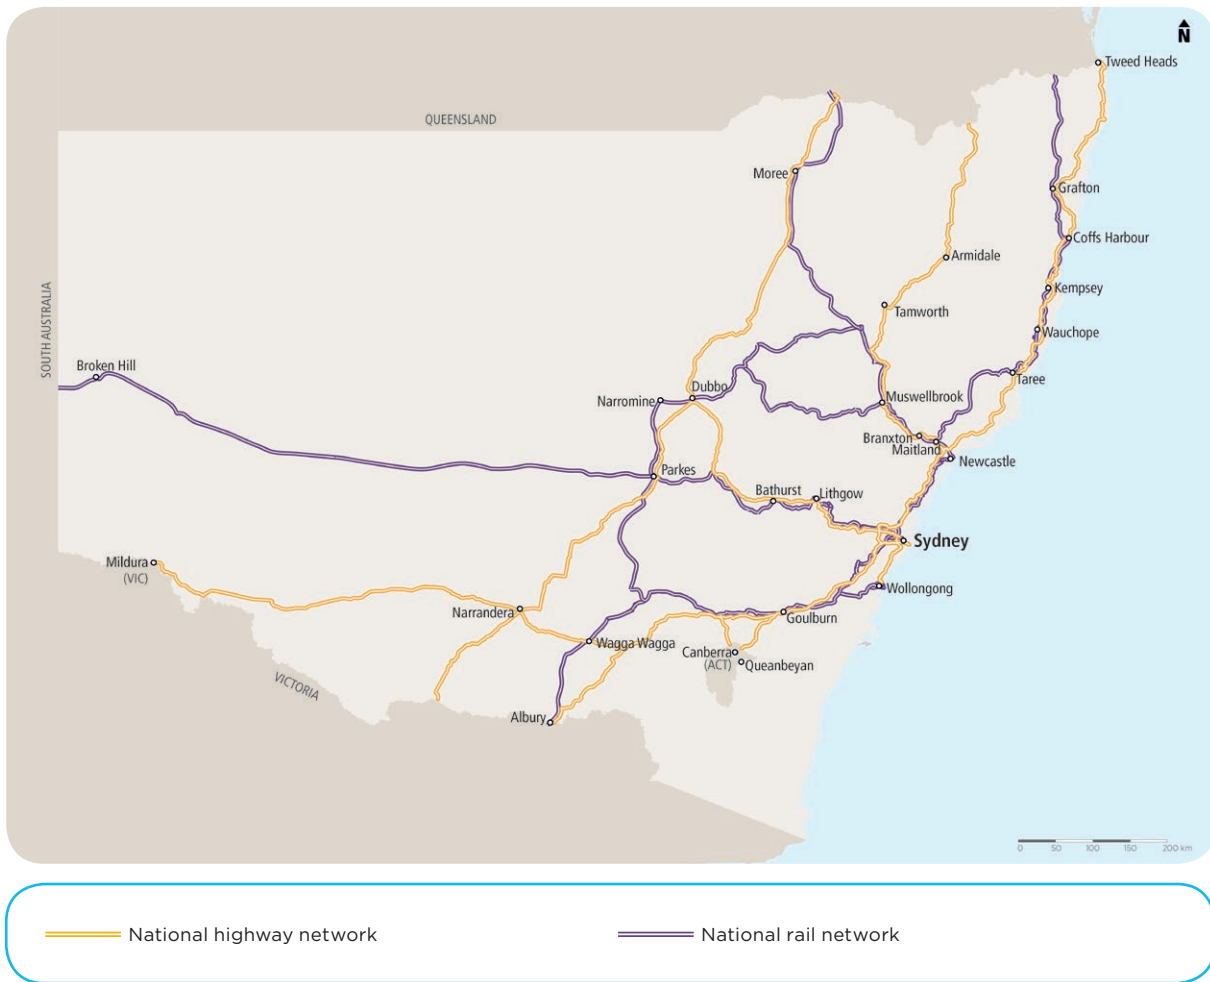 N
Tweed Heads
QUEENSLAND
Moree
Grafton
Coffs Harbour
Armidale
Kempsey
Tamworth
Wauchope
SOUTH AUSTRALIA
Broken Hill
Taree
Dubbo
Narromine
Muswellbrook
Branxton
Maitland
Newcastle
Parkes
Bathurst
Lithgow
Sydney
Mildura
(VIC)
Wollongong
Narrandera
Goulburn
Wagga Wagga
Canberra
(ACT)
Queanbeyan
VICTORIA
Albury
0 50 100 150 200 km
National highway network
National rail network